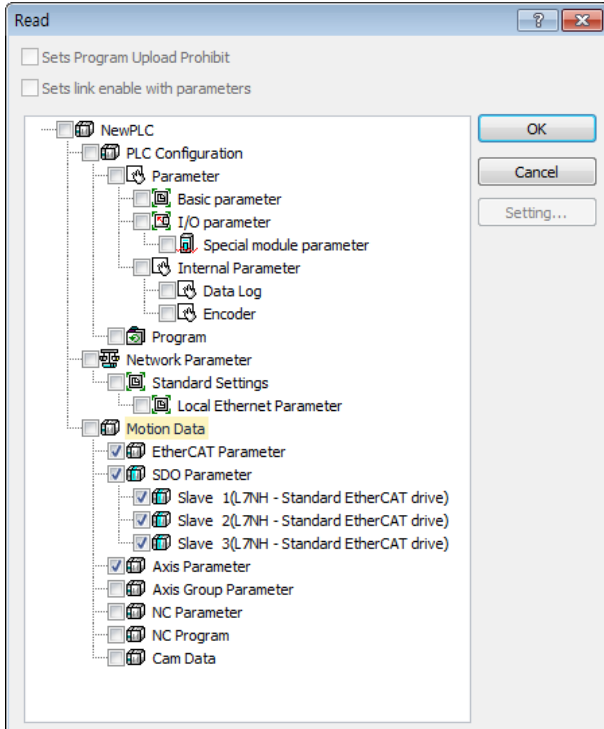 Read
Sets Program Upload Prohibit
Sets link enable with parameters
NewPLC
PLC Configuration
Parameter
Basic parameter
I/O parameter
Special module parameter
Internal Parameter
Data Log
Encoder
Program
Network Parameter
Standard Settings
Local Ethernet Parameter
Motion Data
EtherCAT Parameter
SDO Parameter
Slave 1(L7NH - Standard EtherCAT drive)
Slave 2(L7NH - Standard EtherCAT drive)
Slave 3(L7NH - Standard EtherCAT drive)
Axis Parameter
Axis Group Parameter
NC Parameter
NC Program
Cam Data
OK
Cancel
Setting...